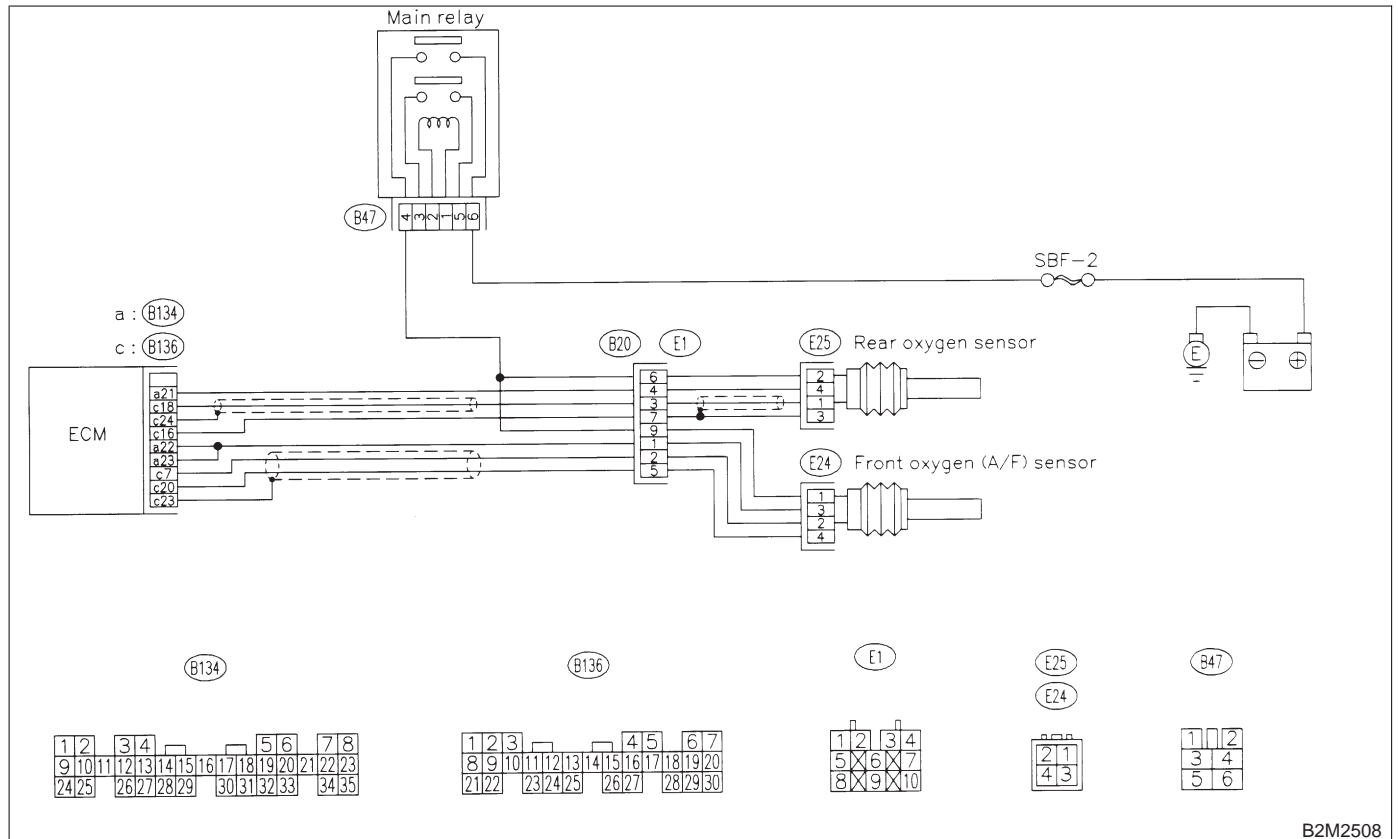 Main relay
B47
4 3 2 1 5 6
SBF-2
a : B134
c : B136
ECM
a21
c18
c24
c16
a22
a23
c7
c20
c23
B20 E1
6
4
3
7
9
1
2
5
E25 Rear oxygen sensor
2
4
1
3
E24 Front oxygen (A/F) sensor
1
3
2
4
E
⊖ ⊕
B134
1 2 3 4 5 6 7 8
9 10 11 12 13 14 15 16 17 18 19 20 21 22 23
24 25 26 27 28 29 30 31 32 33 34 35
B136
1 2 3 4 5 6 7
8 9 10 11 12 13 14 15 16 17 18 19 20
21 22 23 24 25 26 27 28 29 30
E1
1 2 3 4
5 6 7
8 9 10
E25
E24
2 1
4 3
B47
1 2
3 4
5 6
B2M2508